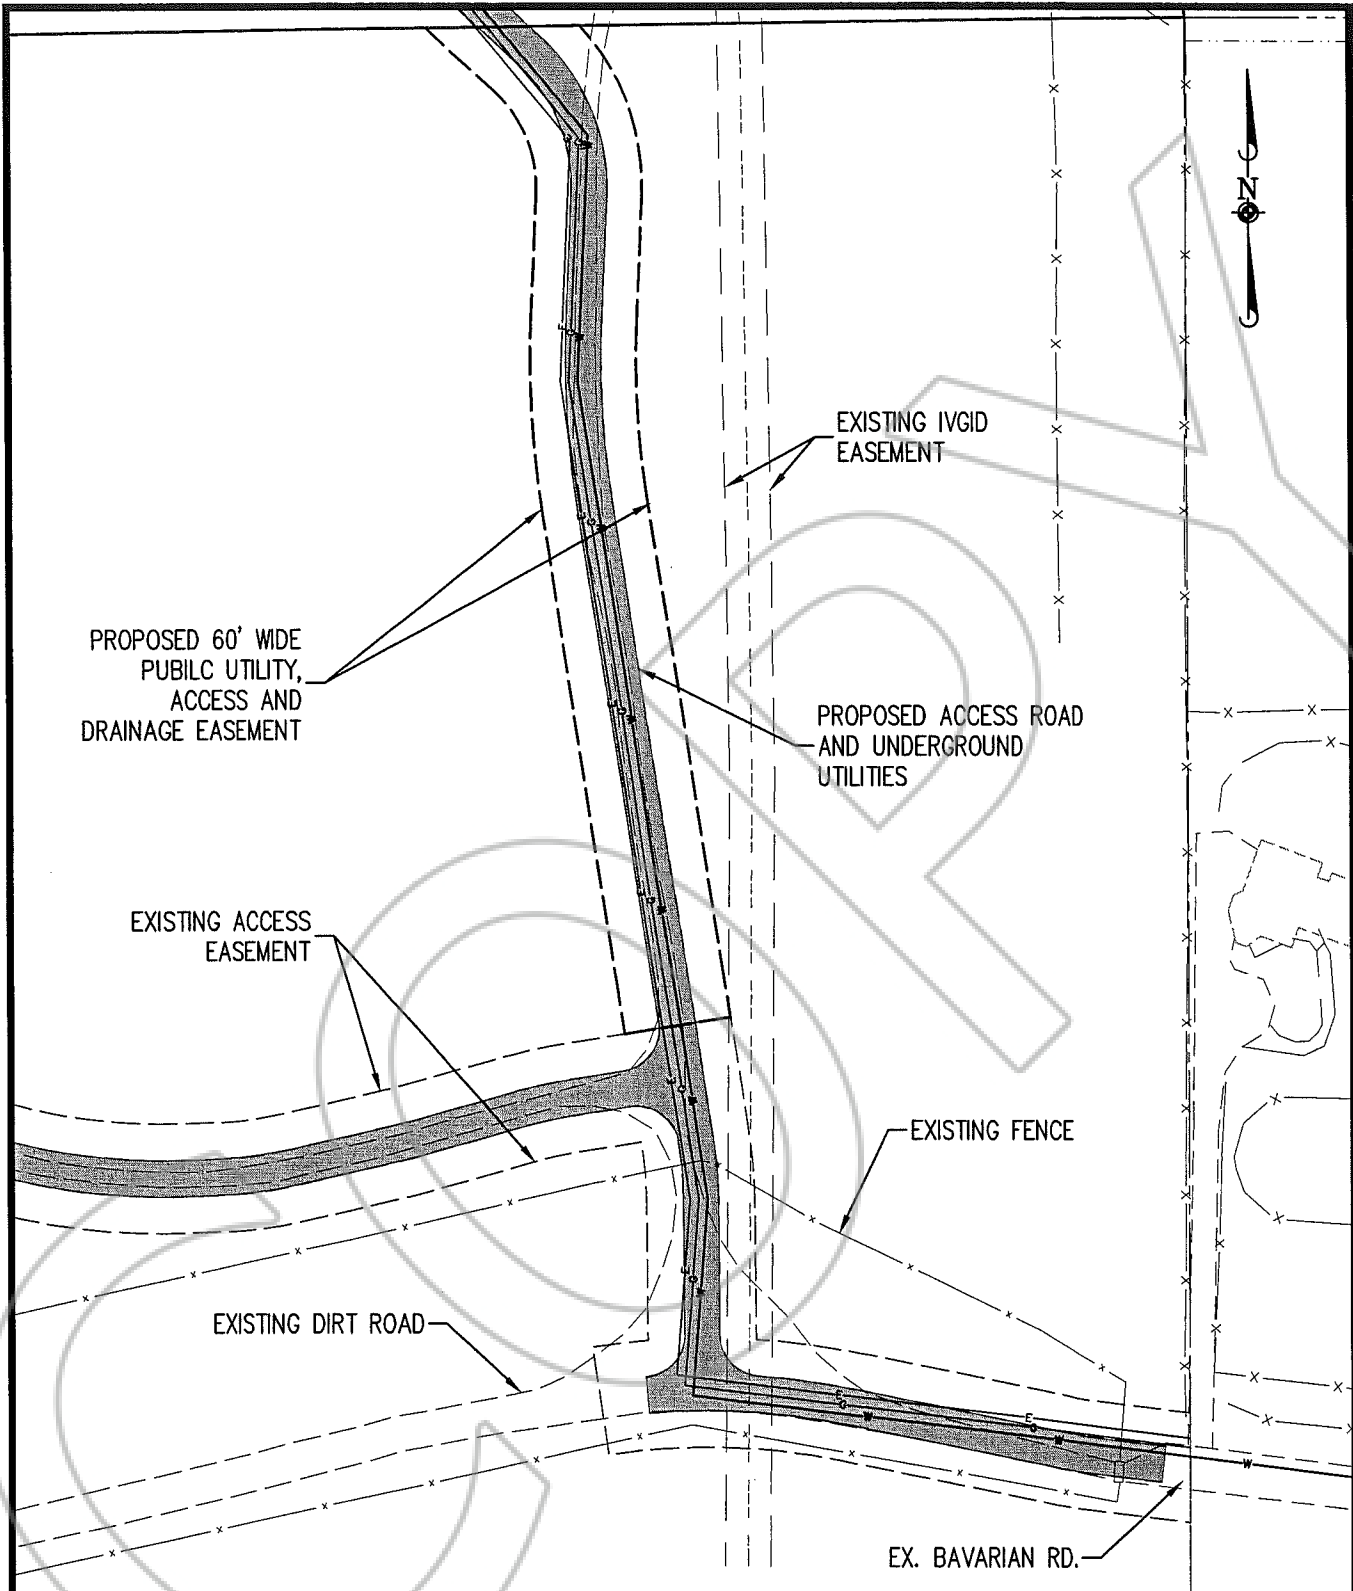 N
EXISTING IVGID
EASEMENT
PROPOSED 60' WIDE
PUBILC UTILITY,
ACCESS AND
DRAINAGE EASEMENT
PROPOSED ACCESS ROAD
AND UNDERGROUND
UTILITIES
EXISTING ACCESS
EASEMENT
EXISTING FENCE
EXISTING DIRT ROAD
E
G
W
E
G
W
W
EX. BAVARIAN RD.
COPY